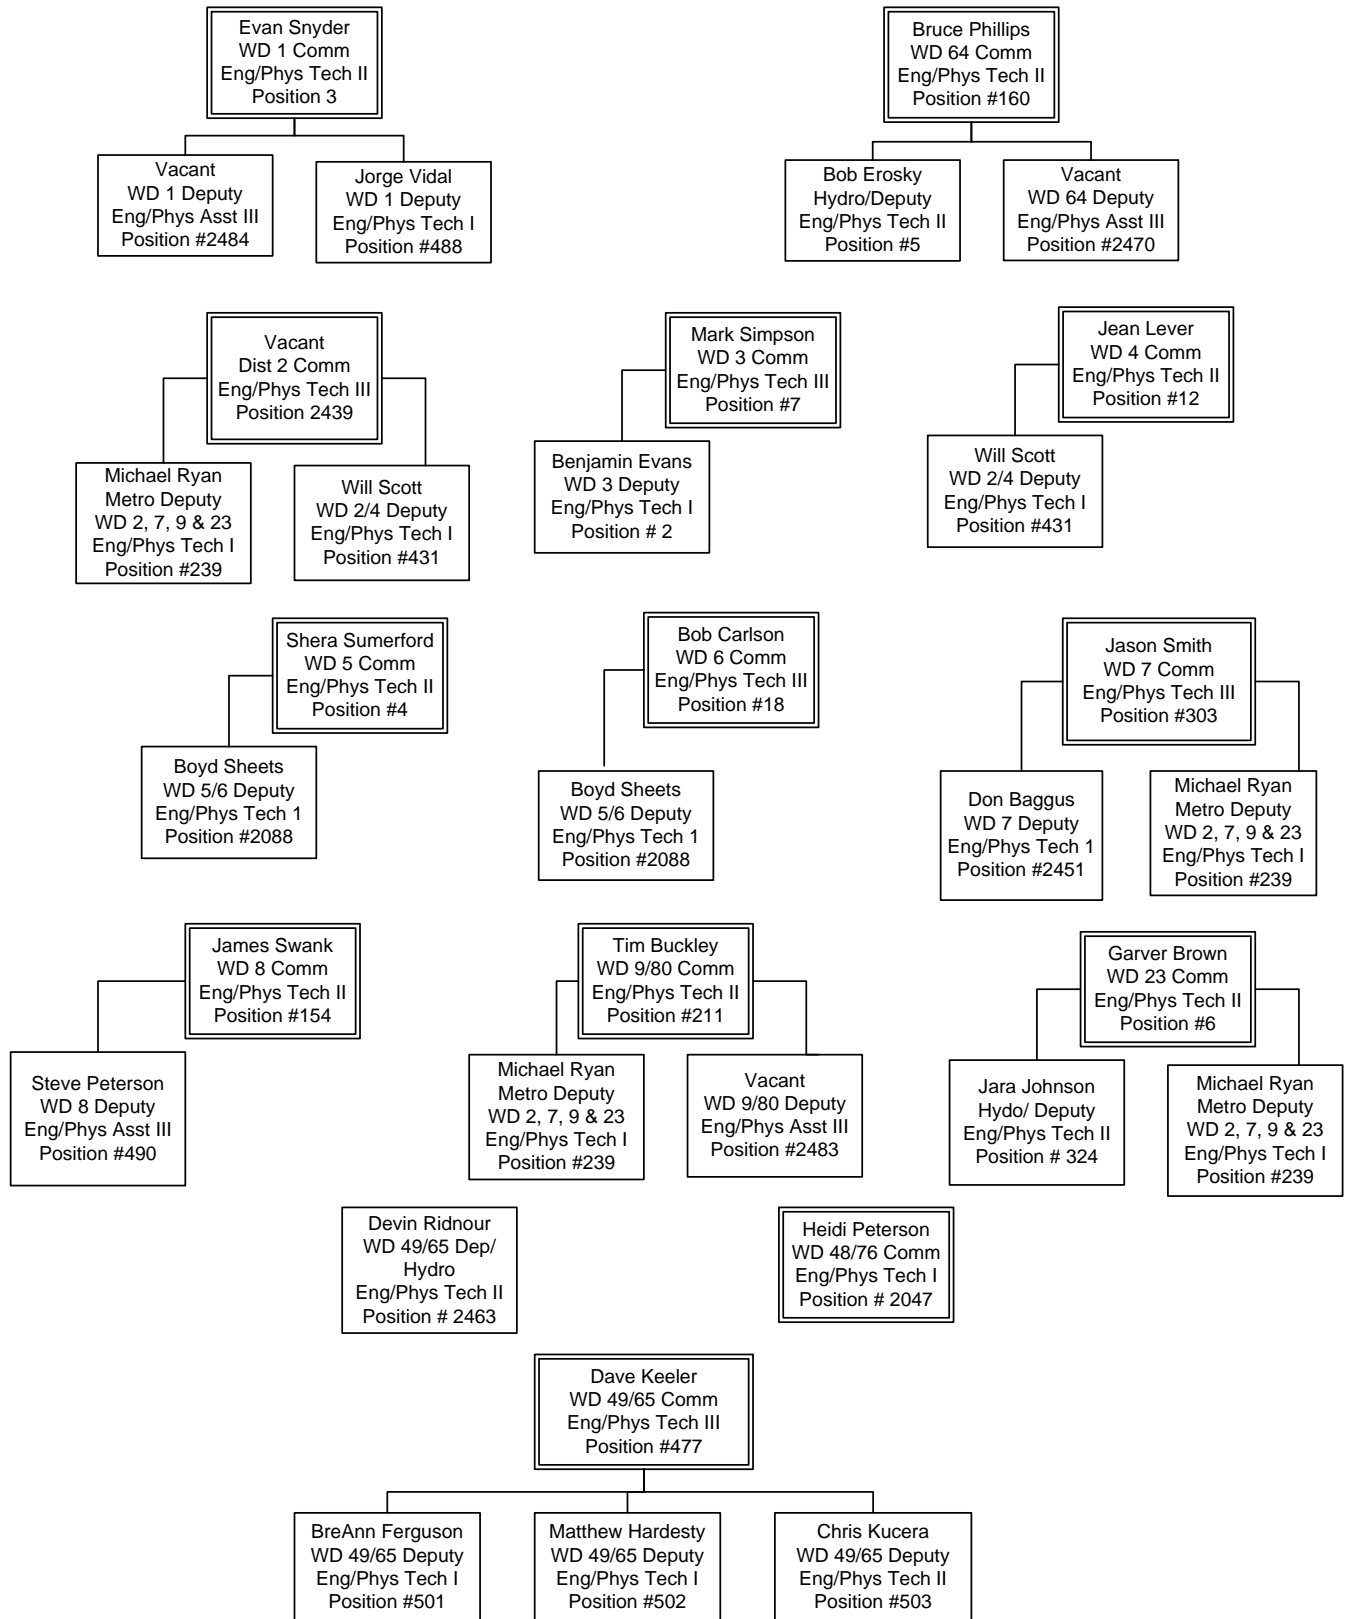 Evan Snyder
WD 1 Comm
Eng/Phys Tech II
Position 3
Bruce Phillips
WD 64 Comm
Eng/Phys Tech II
Position #160
Vacant
WD 1 Deputy
Eng/Phys Asst III
Position #2484
Jorge Vidal
WD 1 Deputy
Eng/Phys Tech I
Position #488
Bob Erosky
Hydro/Deputy
Eng/Phys Tech II
Position #5
Vacant
WD 64 Deputy
Eng/Phys Asst III
Position #2470
Vacant
Dist 2 Comm
Eng/Phys Tech III
Position 2439
Mark Simpson
WD 3 Comm
Eng/Phys Tech III
Position #7
Jean Lever
WD 4 Comm
Eng/Phys Tech II
Position #12
Michael Ryan
Metro Deputy
WD 2, 7, 9 & 23
Eng/Phys Tech I
Position #239
Will Scott
WD 2/4 Deputy
Eng/Phys Tech I
Position #431
Benjamin Evans
WD 3 Deputy
Eng/Phys Tech I
Position # 2
Will Scott
WD 2/4 Deputy
Eng/Phys Tech I
Position #431
Shera Sumerford
WD 5 Comm
Eng/Phys Tech II
Position #4
Bob Carlson
WD 6 Comm
Eng/Phys Tech III
Position #18
Jason Smith
WD 7 Comm
Eng/Phys Tech III
Position #303
Boyd Sheets
WD 5/6 Deputy
Eng/Phys Tech 1
Position #2088
Boyd Sheets
WD 5/6 Deputy
Eng/Phys Tech 1
Position #2088
Don Baggus
WD 7 Deputy
Eng/Phys Tech 1
Position #2451
Michael Ryan
Metro Deputy
WD 2, 7, 9 & 23
Eng/Phys Tech I
Position #239
James Swank
WD 8 Comm
Eng/Phys Tech II
Position #154
Tim Buckley
WD 9/80 Comm
Eng/Phys Tech II
Position #211
Garver Brown
WD 23 Comm
Eng/Phys Tech II
Position #6
Steve Peterson
WD 8 Deputy
Eng/Phys Asst III
Position #490
Michael Ryan
Metro Deputy
WD 2, 7, 9 & 23
Eng/Phys Tech I
Position #239
Vacant
WD 9/80 Deputy
Eng/Phys Asst III
Position #2483
Jara Johnson
Hydo/ Deputy
Eng/Phys Tech II
Position # 324
Michael Ryan
Metro Deputy
WD 2, 7, 9 & 23
Eng/Phys Tech I
Position #239
Devin Ridnour
WD 49/65 Dep/
Hydro
Eng/Phys Tech II
Position # 2463
Heidi Peterson
WD 48/76 Comm
Eng/Phys Tech I
Position # 2047
Dave Keeler
WD 49/65 Comm
Eng/Phys Tech III
Position #477
BreAnn Ferguson
WD 49/65 Deputy
Eng/Phys Tech I
Position #501
Matthew Hardesty
WD 49/65 Deputy
Eng/Phys Tech I
Position #502
Chris Kucera
WD 49/65 Deputy
Eng/Phys Tech II
Position #503